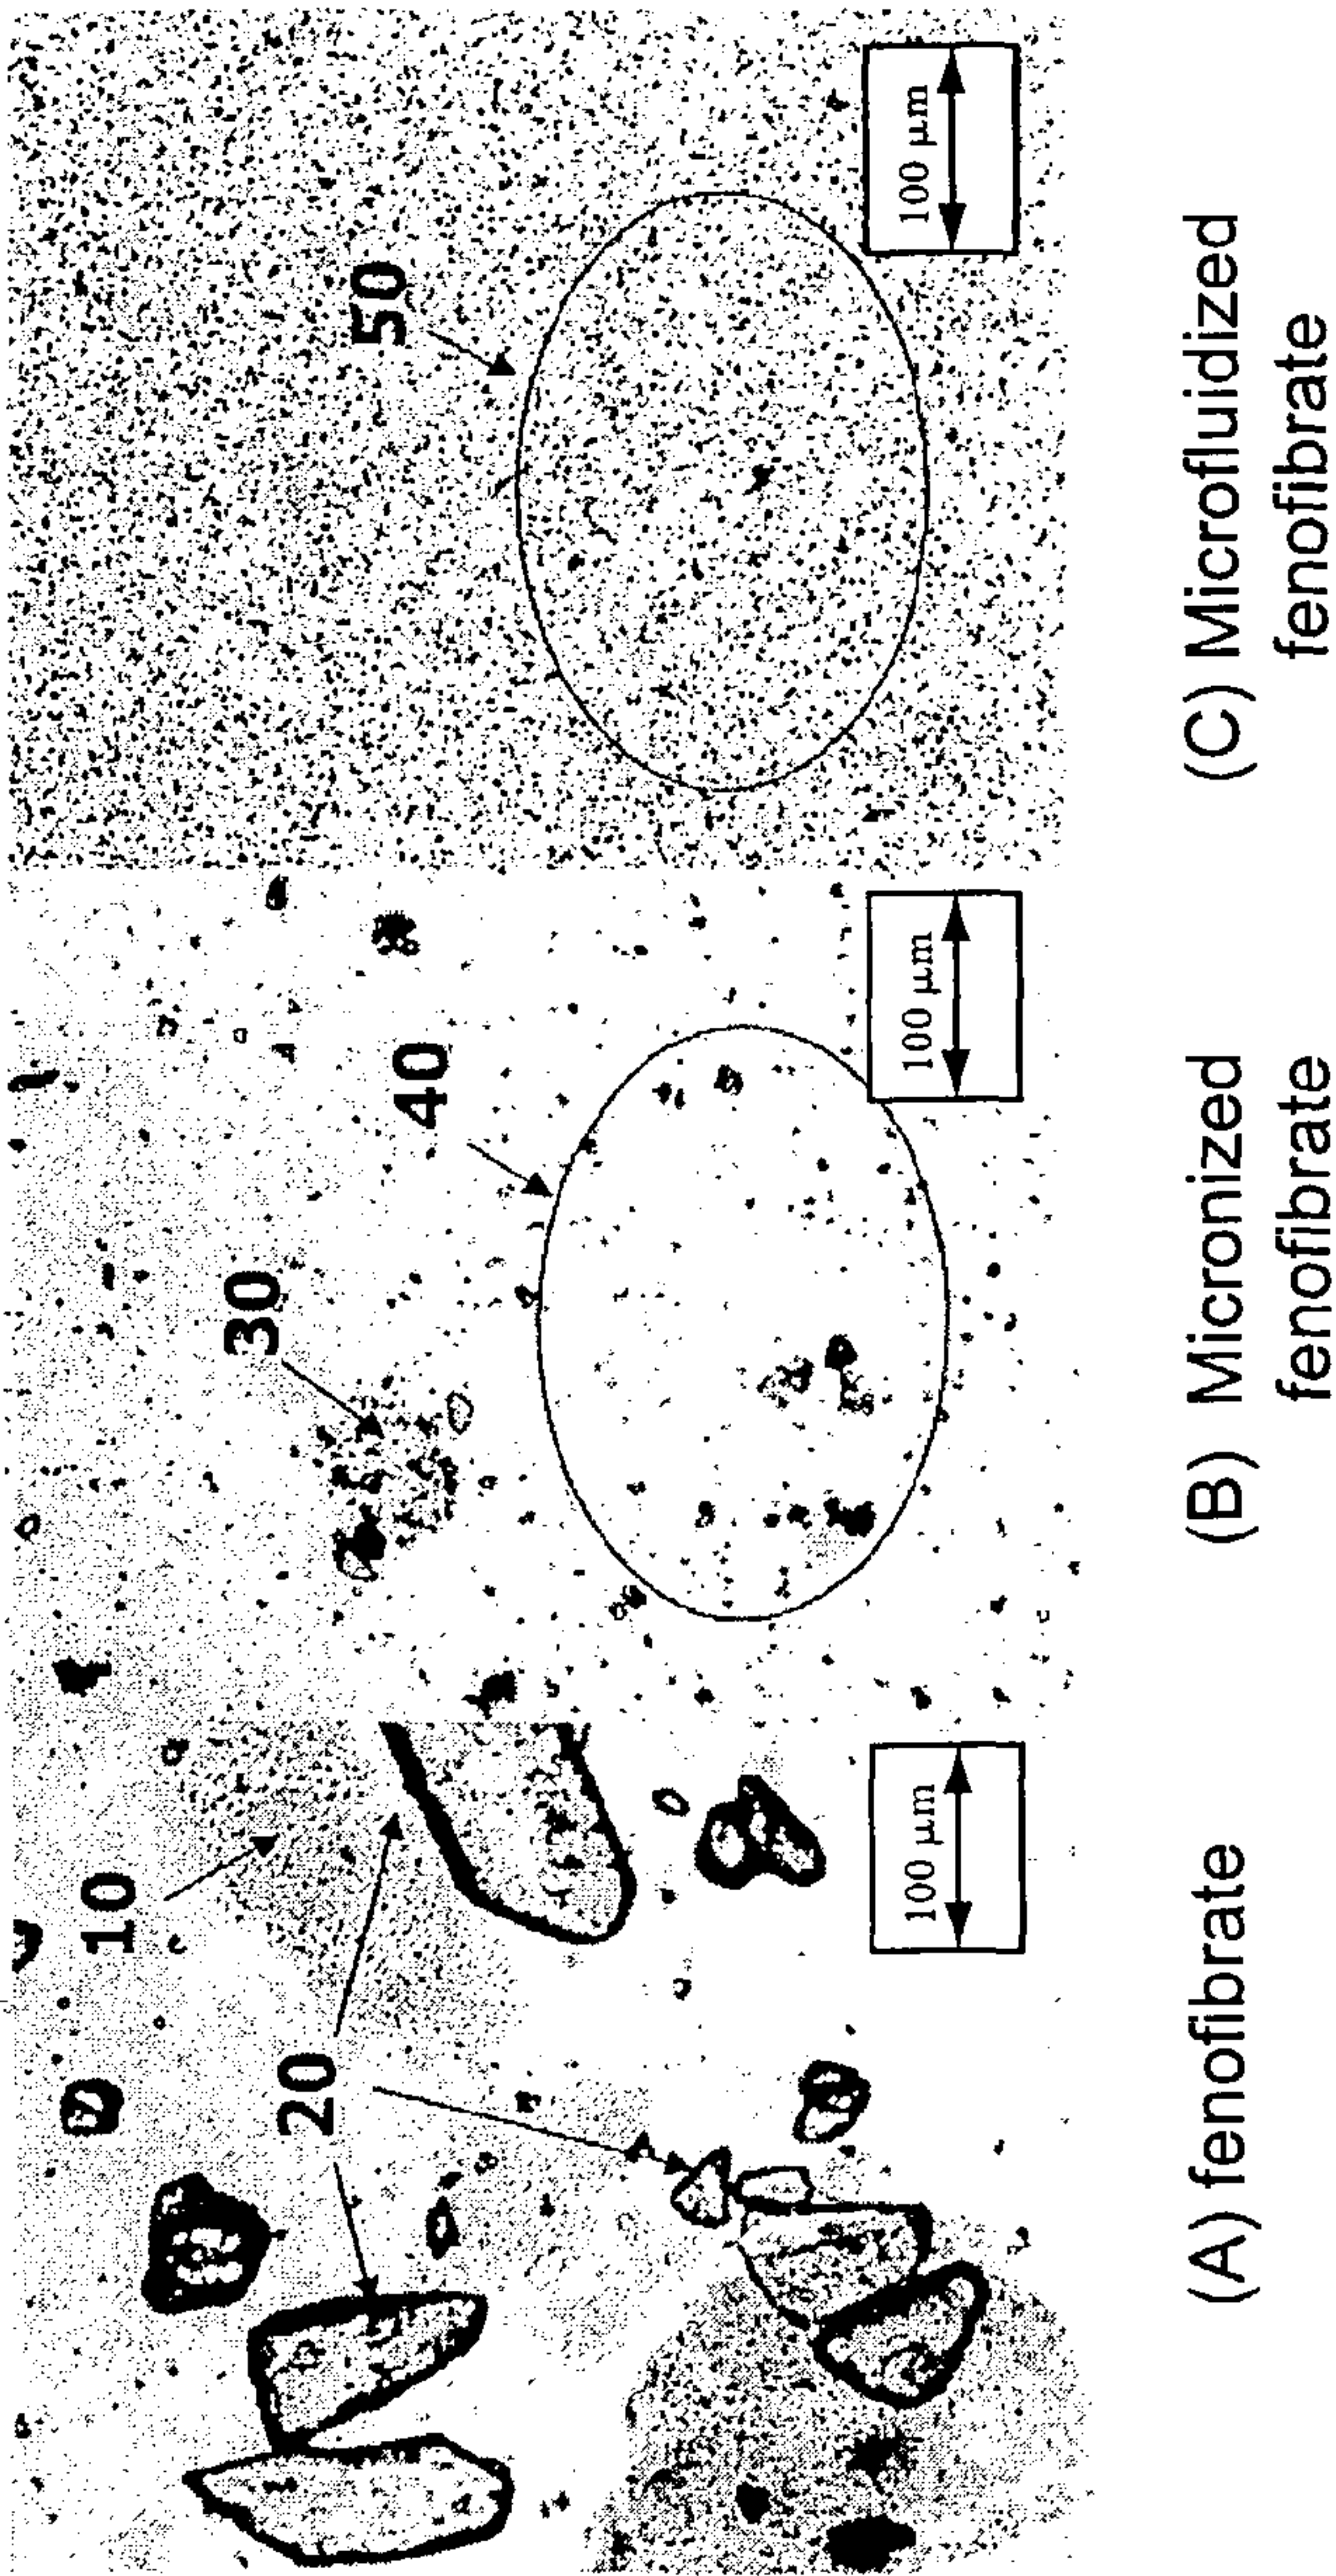 10
20
100 µm
30
40
100 µm
50
100 µm
(A) fenofibrate
(B) Micronized
fenofibrate
(C) Microfluidized
fenofibrate